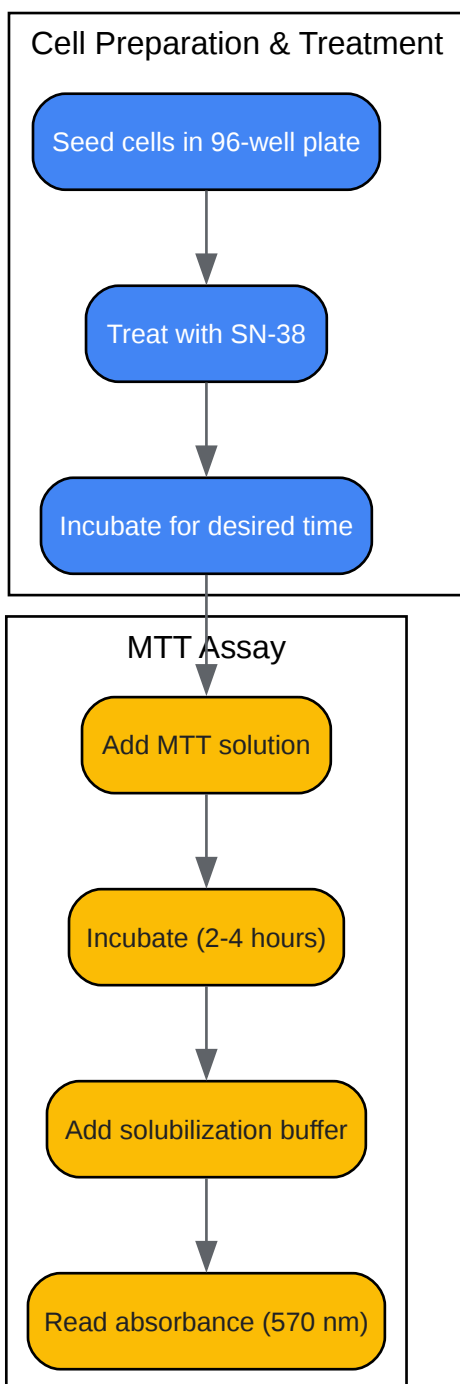 Cell Preparation & Treatment
Seed cells in 96-well plate
Treat with SN-38
Incubate for desired time
MTT Assay
Add MTT solution
Incubate (2-4 hours)
Add solubilization buffer
Read absorbance (570 nm)